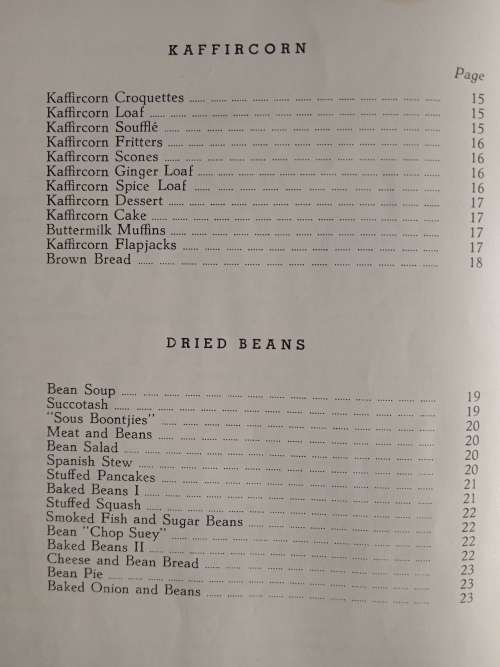 KAFFIRCORN
Page
Kaffircorn Croquettes 15
Kaffircorn Loaf 15
Kaffircorn Soufflé 15
Kaffircorn Fritters 16
Kaffircorn Scones 16
Kaffircorn Ginger Loaf 16
Kaffircorn Spice Loaf 16
Kaffircorn Dessert 17
Kaffircorn Cake 17
Buttermilk Muffins 17
Kaffircorn Flapjacks 17
Brown Bread 18
DRIED BEANS
Bean Soup 19
Succotash 19
"Sous Boontjies" 20
Meat and Beans 20
Bean Salad 20
Spanish Stew 20
Stuffed Pancakes 21
Baked Beans I 21
Stuffed Squash 22
Smoked Fish and Sugar Beans 22
Bean "Chop Suey" 22
Baked Beans II 22
Cheese and Bean Bread 23
Bean Pie 23
Baked Onion and Beans 23